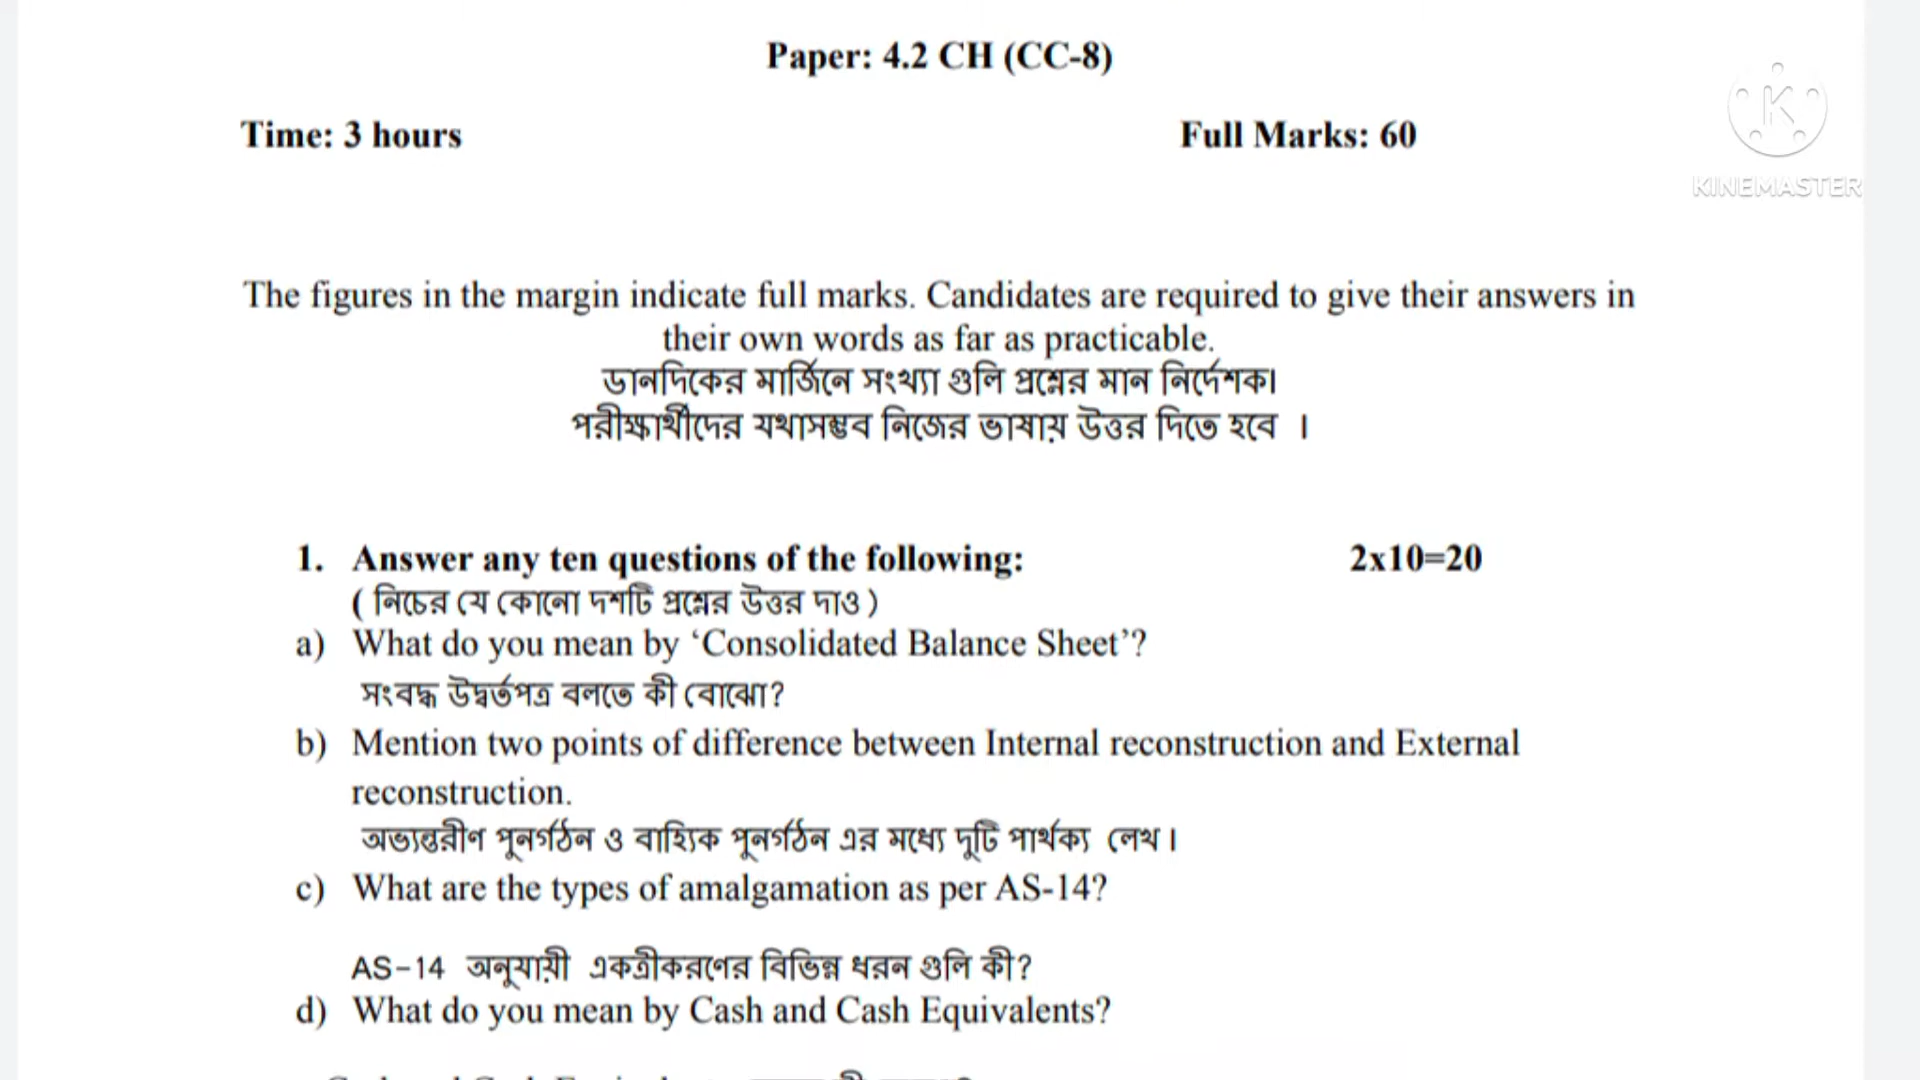 Paper: 4.2 CH (CC-8)
Time: 3 hours Full Marks: 60
KINEMASTER
The figures in the margin indicate full marks. Candidates are required to give their answers in
their own words as far as practicable.
ডানদিকের মার্জিনে সংখ্যা গুলি প্রশ্নের মান নির্দেশক।
পরীক্ষার্থীদের যথাসম্ভব নিজের ভাষায় উত্তর দিতে হবে ।
1. Answer any ten questions of the following: 2x10=20
( নিচের যে কোনো দশটি প্রশ্নের উত্তর দাও )
a) What do you mean by ‘Consolidated Balance Sheet’?
সংবদ্ধ উদ্বর্তপত্র বলতে কী বোঝো?
b) Mention two points of difference between Internal reconstruction and External
reconstruction.
অভ্যন্তরীণ পুনর্গঠন ও বাহ্যিক পুনর্গঠন এর মধ্যে দুটি পার্থক্য লেখ ।
c) What are the types of amalgamation as per AS-14?
AS-14 অনুযায়ী একত্রীকরণের বিভিন্ন ধরন গুলি কী?
d) What do you mean by Cash and Cash Equivalents?